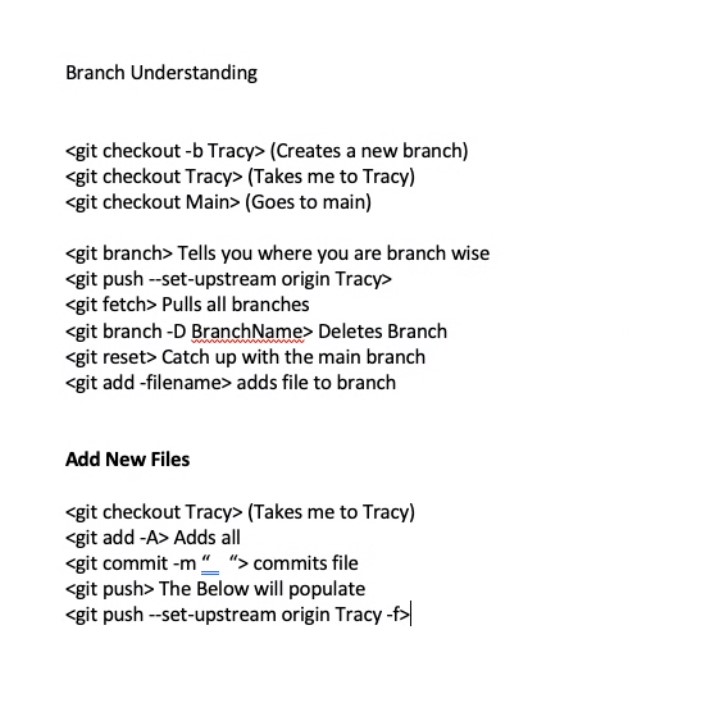 Branch Understanding
<git checkout -b Tracy> (Creates a new branch)
<git checkout Tracy> (Takes me to Tracy)
<git checkout Main> (Goes to main)
<git branch> Tells you where you are branch wise
<git push --set-upstream origin Tracy>
<git fetch> Pulls all branches
<git branch -D BranchName> Deletes Branch
<git reset> Catch up with the main branch
<git add -filename> adds file to branch
Add New Files
<git checkout Tracy> (Takes me to Tracy)
<git add -A> Adds all
<git commit -m “_ “> commits file
<git push> The Below will populate
<git push --set-upstream origin Tracy -f>